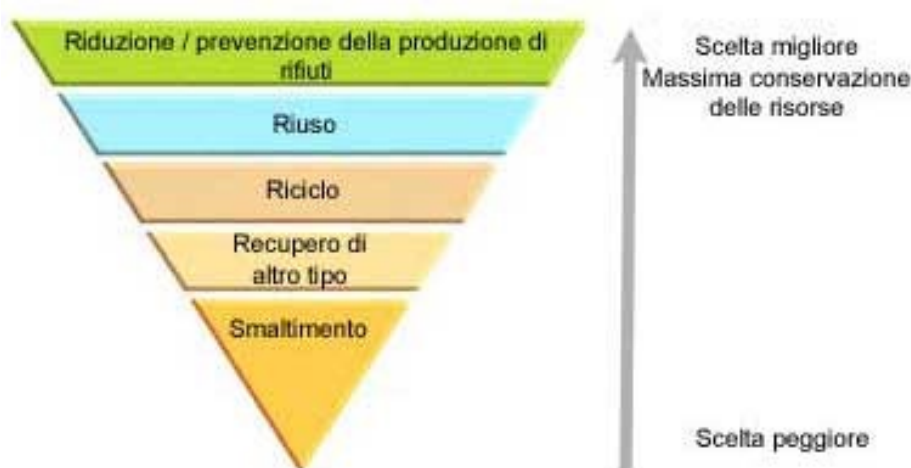 Riduzione / prevenzione della produzione di
rifiuti
Riuso
Riciclo
Recupero di
altro tipo
Smaltimento
Scelta migliore
Massima conservazione
delle risorse
Scelta peggiore